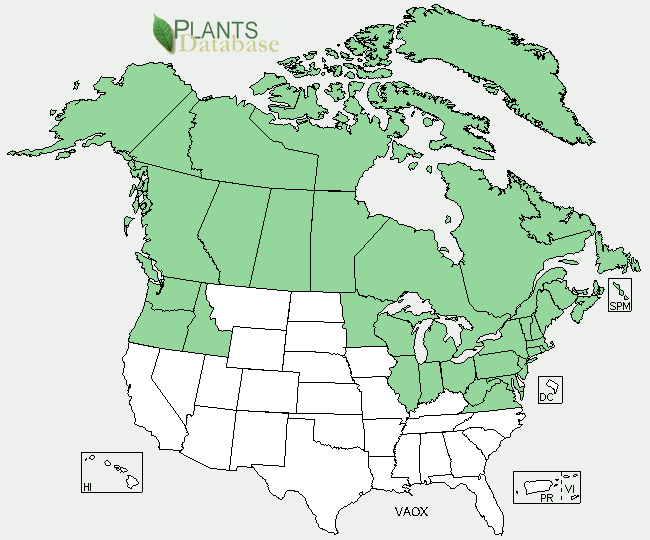 PLANTS
Database
SPM
DC
HI
PR
VI
VAOX